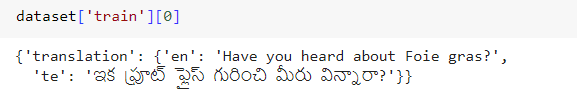 dataset['train'][0]
{'translation': {'en': 'Have you heard about Foie gras?',
'te': 'ఇక ఫ్రూట్ ఫ్లైస్ గురించి మీరు విన్నారా?'}}